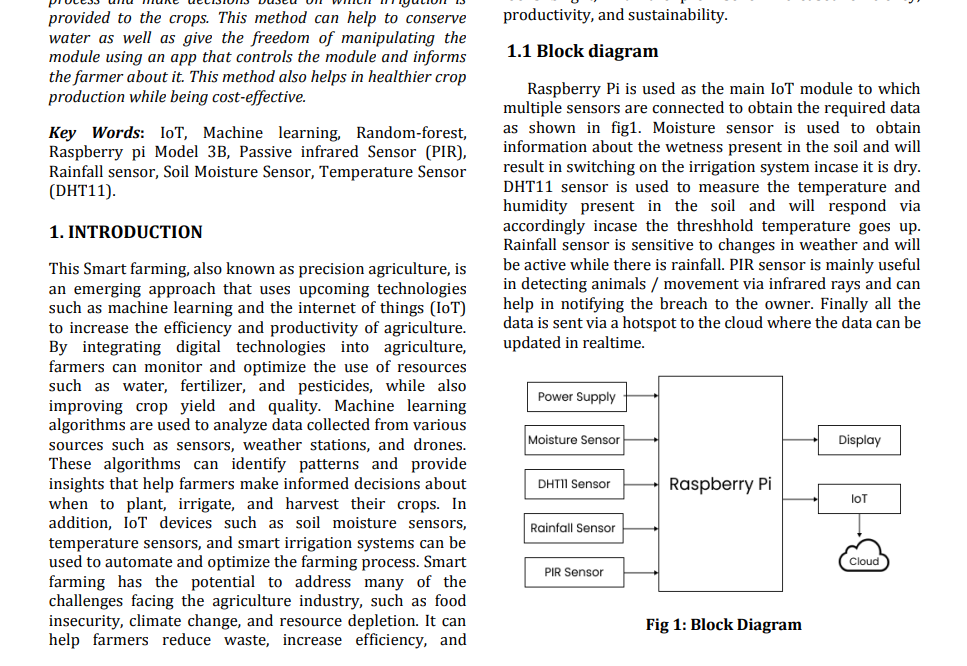 process and make decisions based on which irrigation is
provided to the crops. This method can help to conserve
water as well as give the freedom of manipulating the
module using an app that controls the module and informs
the farmer about it. This method also helps in healthier crop
production while being cost-effective.
Key Words: IoT, Machine learning, Random-forest,
Raspberry pi Model 3B, Passive infrared Sensor (PIR),
Rainfall sensor, Soil Moisture Sensor, Temperature Sensor
(DHT11).
1. INTRODUCTION
This Smart farming, also known as precision agriculture, is
an emerging approach that uses upcoming technologies
such as machine learning and the internet of things (IoT)
to increase the efficiency and productivity of agriculture.
By integrating digital technologies into agriculture,
farmers can monitor and optimize the use of resources
such as water, fertilizer, and pesticides, while also
improving crop yield and quality. Machine learning
algorithms are used to analyze data collected from various
sources such as sensors, weather stations, and drones.
These algorithms can identify patterns and provide
insights that help farmers make informed decisions about
when to plant, irrigate, and harvest their crops. In
addition, IoT devices such as soil moisture sensors,
temperature sensors, and smart irrigation systems can be
used to automate and optimize the farming process. Smart
farming has the potential to address many of the
challenges facing the agriculture industry, such as food
insecurity, climate change, and resource depletion. It can
help farmers reduce waste, increase efficiency, and
productivity, and sustainability.
1.1 Block diagram
Raspberry Pi is used as the main IoT module to which
multiple sensors are connected to obtain the required data
as shown in fig1. Moisture sensor is used to obtain
information about the wetness present in the soil and will
result in switching on the irrigation system incase it is dry.
DHT11 sensor is used to measure the temperature and
humidity present in the soil and will respond via
accordingly incase the threshhold temperature goes up.
Rainfall sensor is sensitive to changes in weather and will
be active while there is rainfall. PIR sensor is mainly useful
in detecting animals / movement via infrared rays and can
help in notifying the breach to the owner. Finally all the
data is sent via a hotspot to the cloud where the data can be
updated in realtime.
Power Supply
Moisture Sensor
DHT11 Sensor
Rainfall Sensor
PIR Sensor
Raspberry Pi
Display
IoT
Cloud
Fig 1: Block Diagram